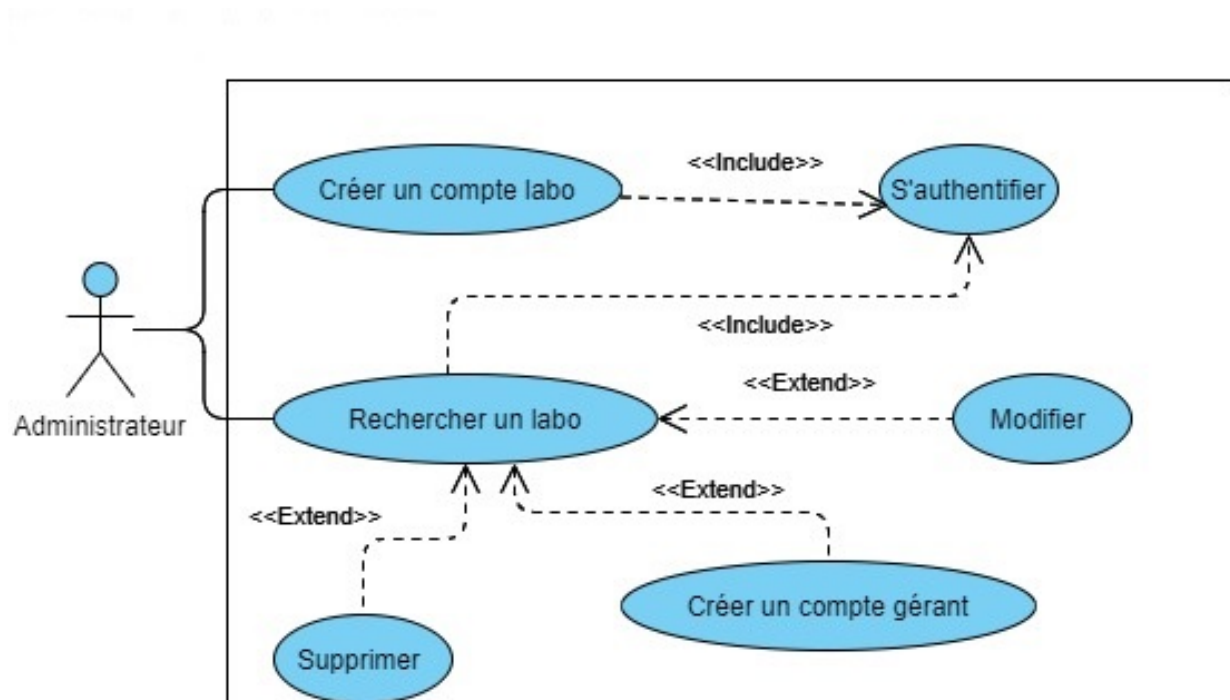 <<Include>>
Créer un compte labo
S'authentifier
<<Include>>
<<Extend>>
Administrateur
Rechercher un labo
Modifier
<<Extend>>
<<Extend>>
Créer un compte gérant
Supprimer